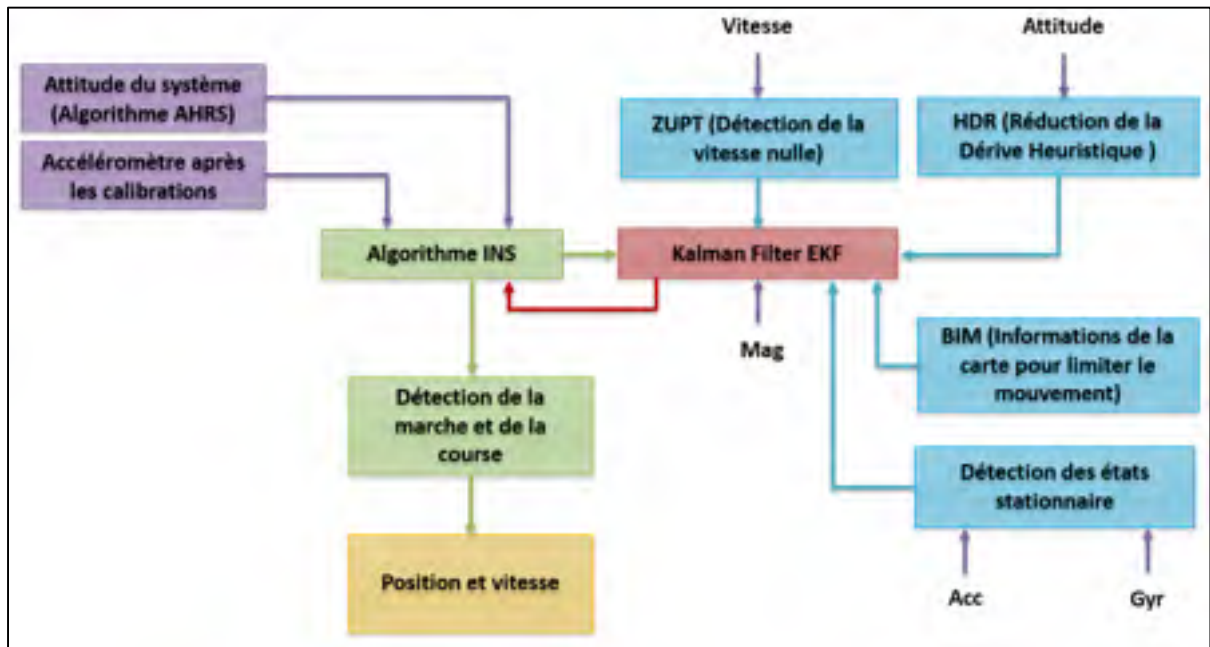 Vitesse
Attitude
Attitude du système
(Algorithme AHRS)
Accéléromètre après
les calibrations
ZUPT (Détection de la
vitesse nulle)
HDR (Réduction de la
Dérive Heuristique )
Algorithme INS
Kalman Filter EKF
Mag
BIM (Informations de la
carte pour limiter le
mouvement)
Détection de la
marche et de la
course
Détection des états
stationnaire
Position et vitesse
Acc
Gyr